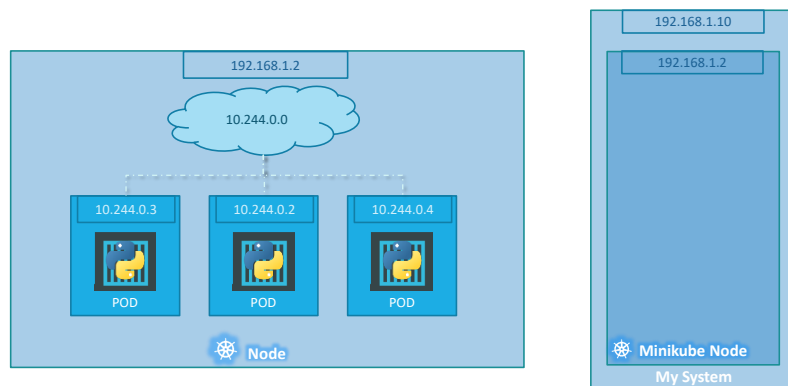 192.168.1.2
10.244.0.0
10.244.0.3
10.244.0.2
10.244.0.4
POD
POD
POD
Node
192.168.1.10
192.168.1.2
Minikube Node
My System